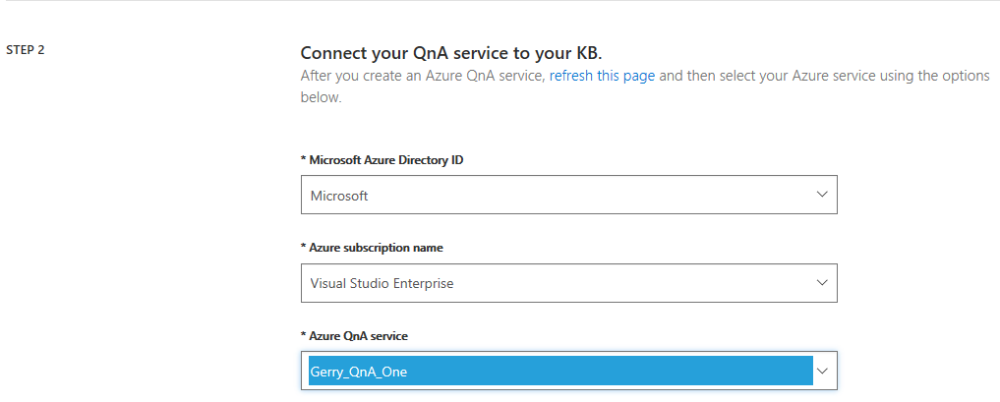 STEP 2
Connect your QnA service to your KB.
After you create an Azure QnA service, refresh this page and then select your Azure service using the options
below.
* Microsoft Azure Directory ID
Microsoft
* Azure subscription name
Visual Studio Enterprise
* Azure QnA service
Gerry_QnA_One